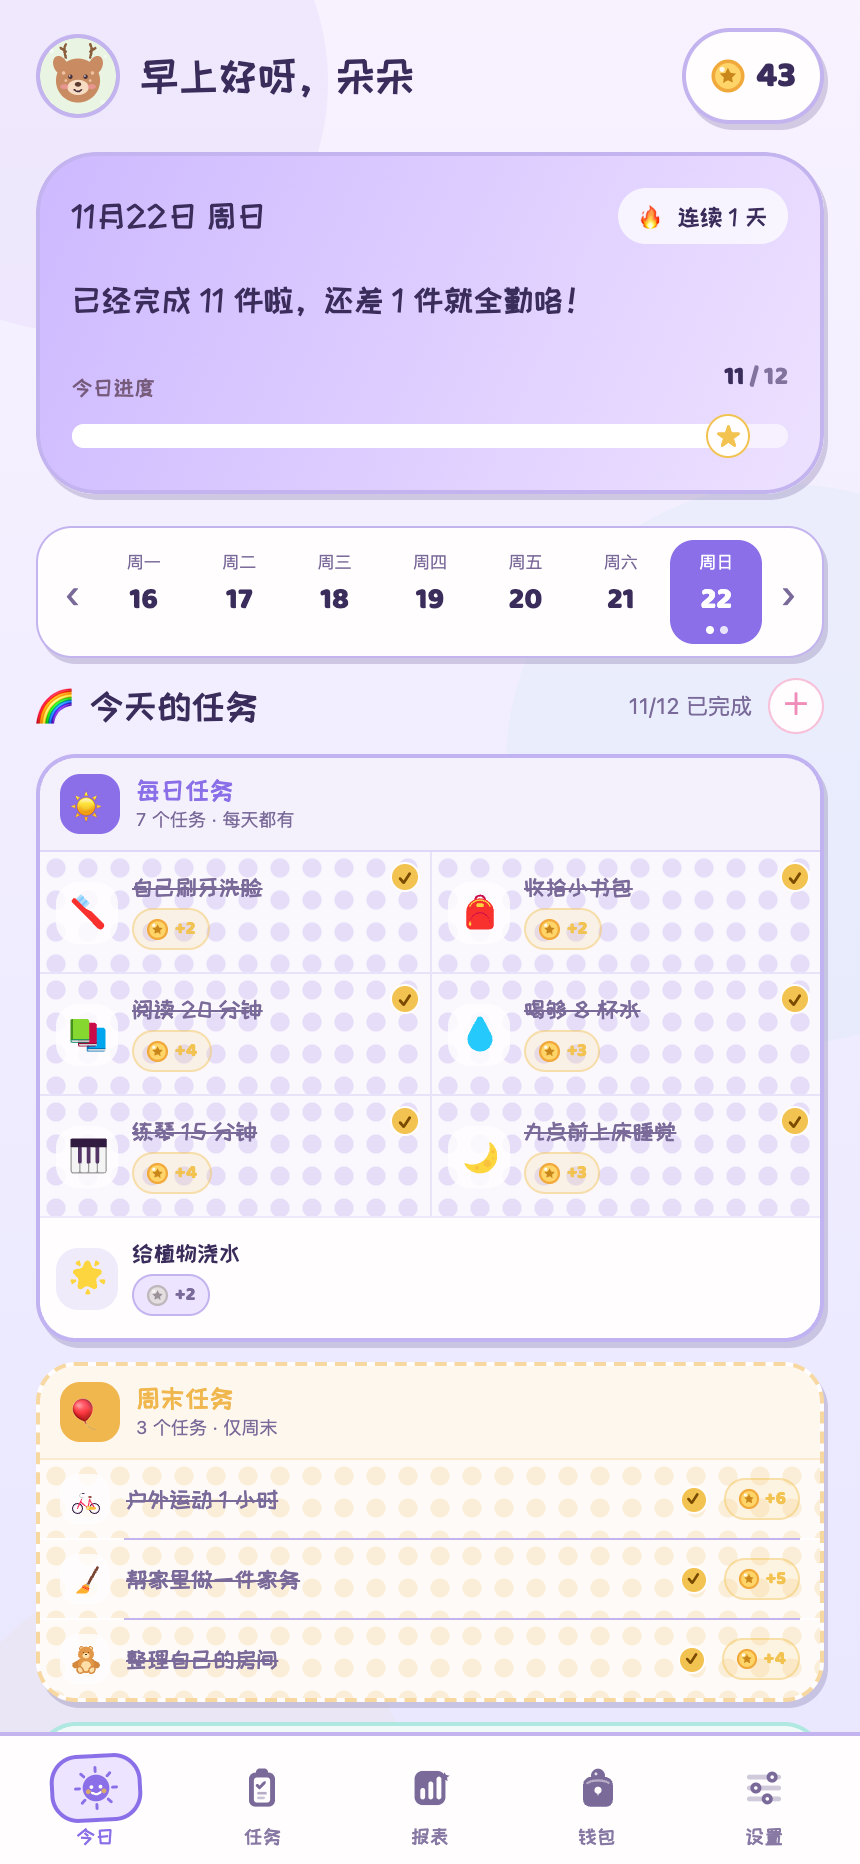 早上好呀，朵朵
43
11月22日 周日
连续 1 天
已经完成 11 件啦，还差 1 件就全勤咯！
今日进度
11 / 12
周一 周二 周三 周四 周五 周六 周日
‹ 16 17 18 19 20 21 22 ›
今天的任务
11/12 已完成
每日任务
7 个任务 · 每天都有
自己刷牙洗脸
+2
收拾小书包
+2
阅读 20 分钟
+4
喝够 8 杯水
+3
练琴 15 分钟
+4
九点前上床睡觉
+3
给植物浇水
+2
周末任务
3 个任务 · 仅周末
户外运动 1 小时
+6
帮家里做一件家务
+5
整理自己的房间
+4
今日 任务 报表 钱包 设置